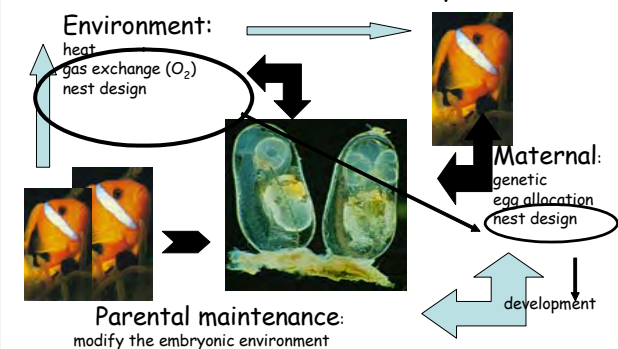 Environment:
heat
gas exchange (O₂)
nest design
Maternal:
genetic
egg allocation
nest design
development
Parental maintenance:
modify the embryonic environment